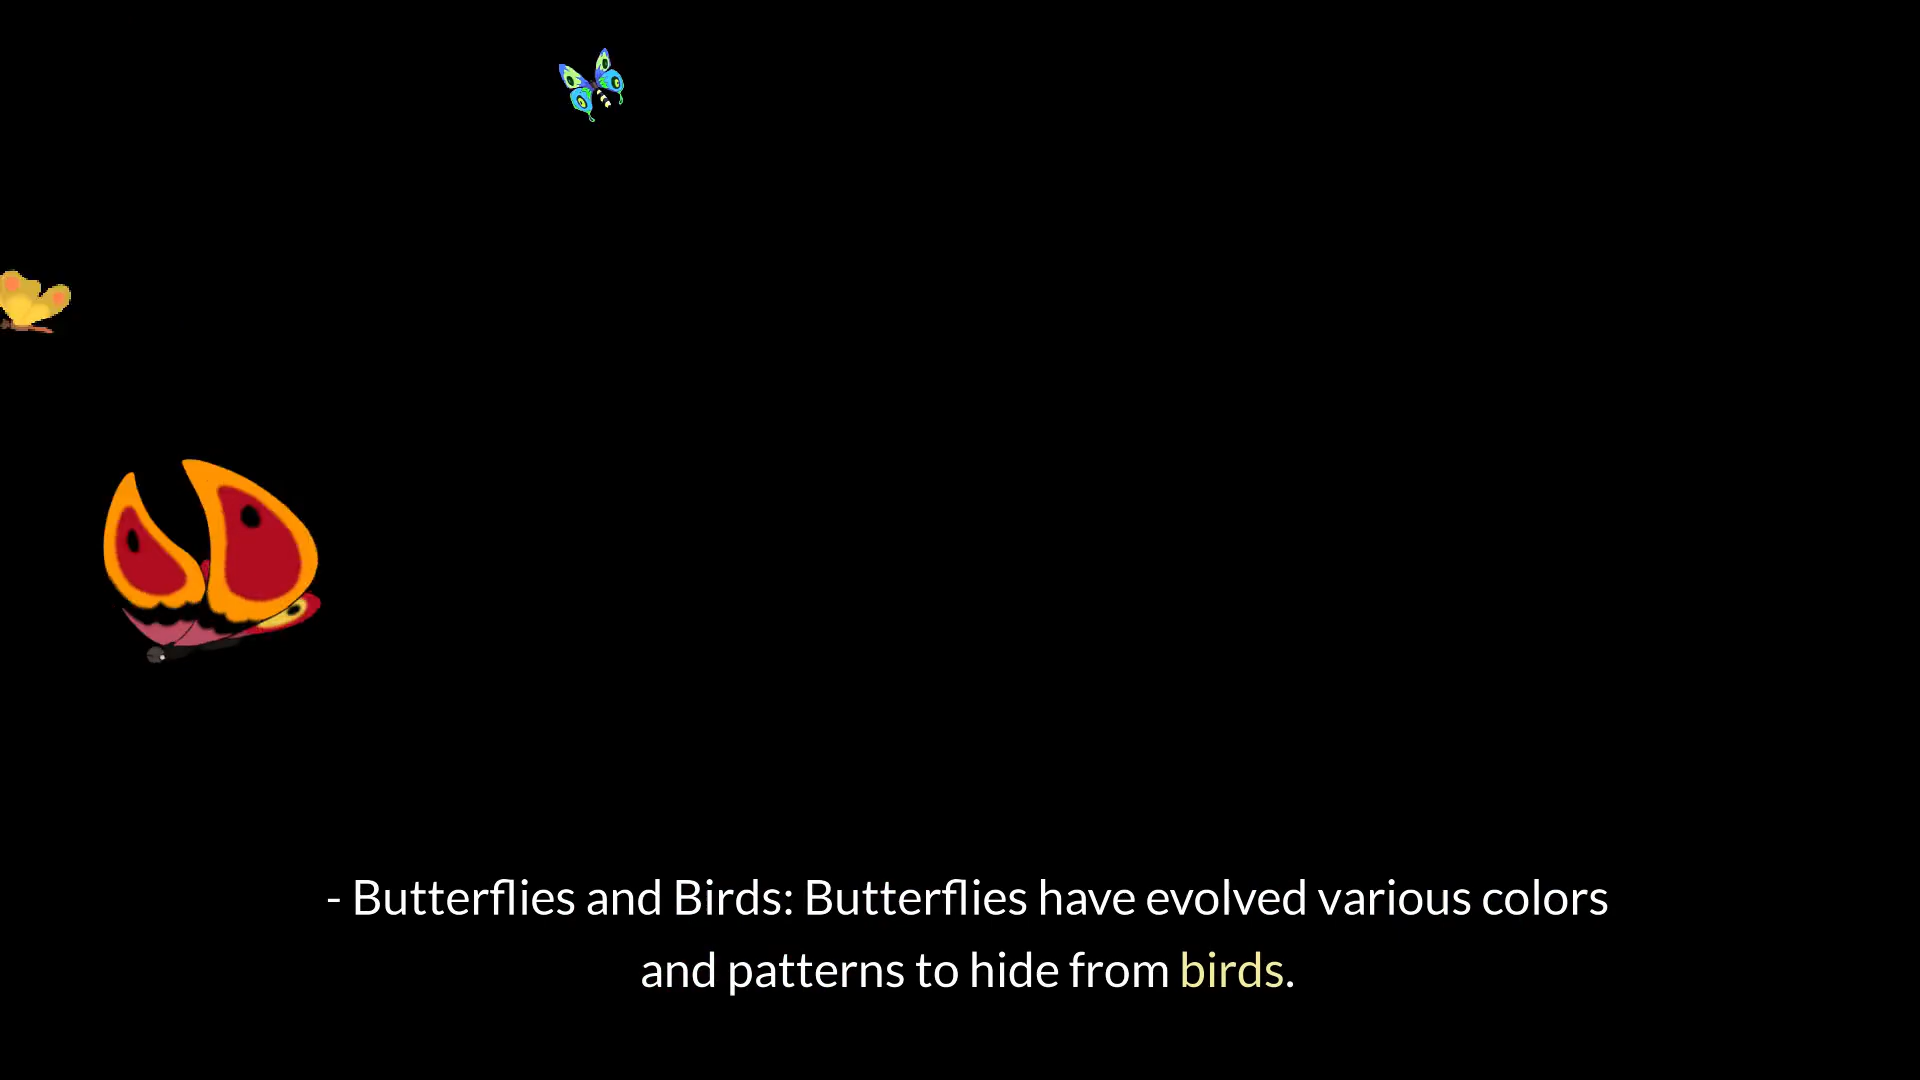 - Butterflies and Birds: Butterflies have evolved various colors
and patterns to hide from birds.